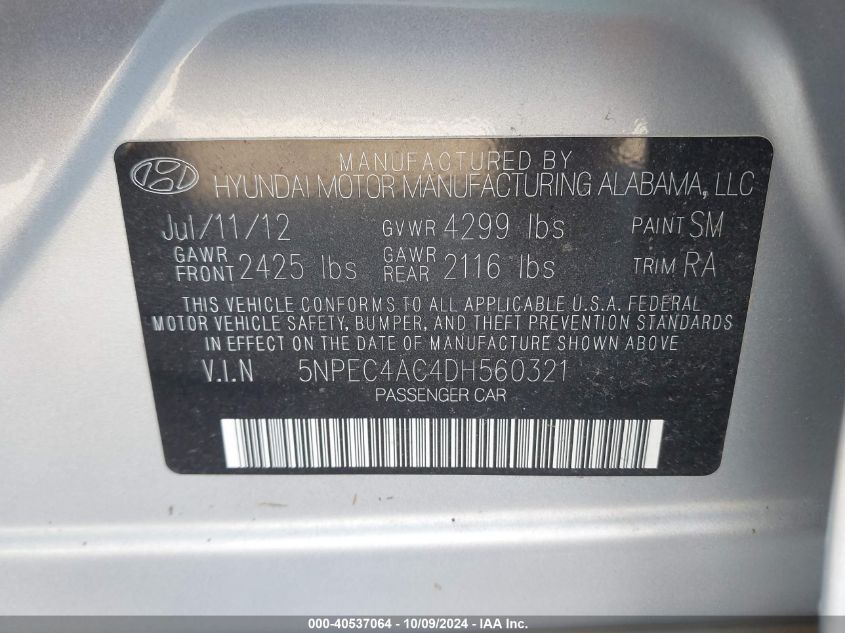 MANUFACTURED BY
HYUNDAI MOTOR MANUFACTURING ALABAMA, LLC
Jul/11/12 GVWR 4299 lbs PAINT SM
GAWR FRONT 2425 lbs GAWR REAR 2116 lbs TRIM RA
THIS VEHICLE CONFORMS TO ALL APPLICABLE U.S.A. FEDERAL
MOTOR VEHICLE SAFETY, BUMPER, AND THEFT PREVENTION STANDARDS
IN EFFECT ON THE DATE OF MANUFACTURE SHOWN ABOVE.
V.I.N 5NPEC4AC4DH560321
PASSENGER CAR
000-40537064 - 10/09/2024 - IAA Inc.